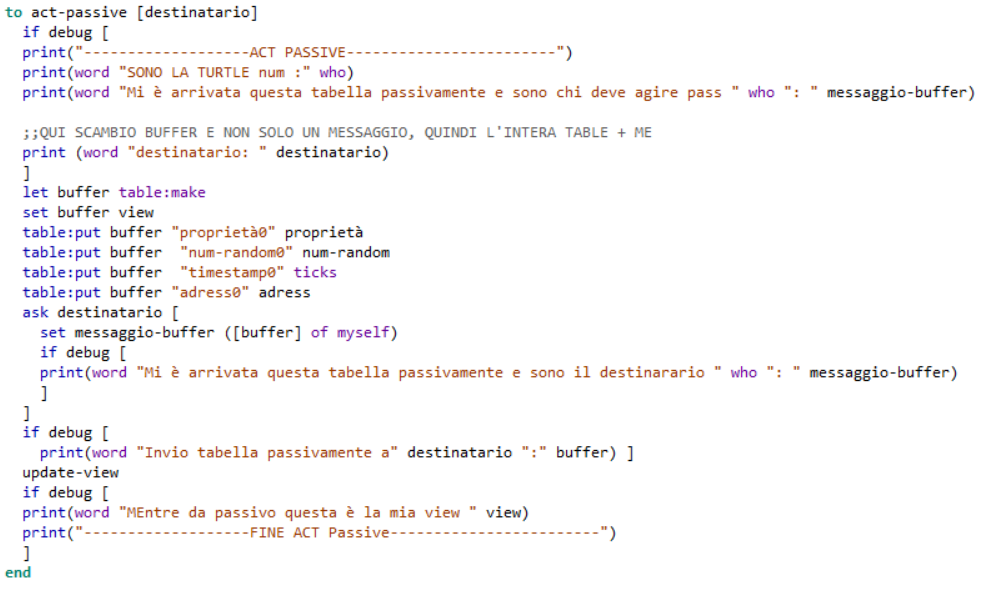 to act-passive [destinatario]
  if debug [
  print("-------------------ACT PASSIVE------------------------")
  print(word "SONO LA TURTLE num :" who)
  print(word "Mi è arrivata questa tabella passivamente e sono chi deve agire pass " who ": " messaggio-buffer)

  ;;QUI SCAMBIO BUFFER E NON SOLO UN MESSAGGIO, QUINDI L'INTERA TABLE + ME
  print (word "destinatario: " destinatario)
  ]
  let buffer table:make
  set buffer view
  table:put buffer "proprietà0" proprietà
  table:put buffer  "num-random0" num-random
  table:put buffer  "timestamp0" ticks
  table:put buffer "adress0" adress
  ask destinatario [
    set messaggio-buffer ([buffer] of myself)
    if debug [
    print(word "Mi è arrivata questa tabella passivamente e sono il destinarario " who ": " messaggio-buffer)
    ]
  ]
  if debug [
    print(word "Invio tabella passivamente a" destinatario ":" buffer) ]
  update-view
  if debug [
  print(word "MEntre da passivo questa è la mia view " view)
  print("-------------------FINE ACT Passive------------------------")
  ]
end